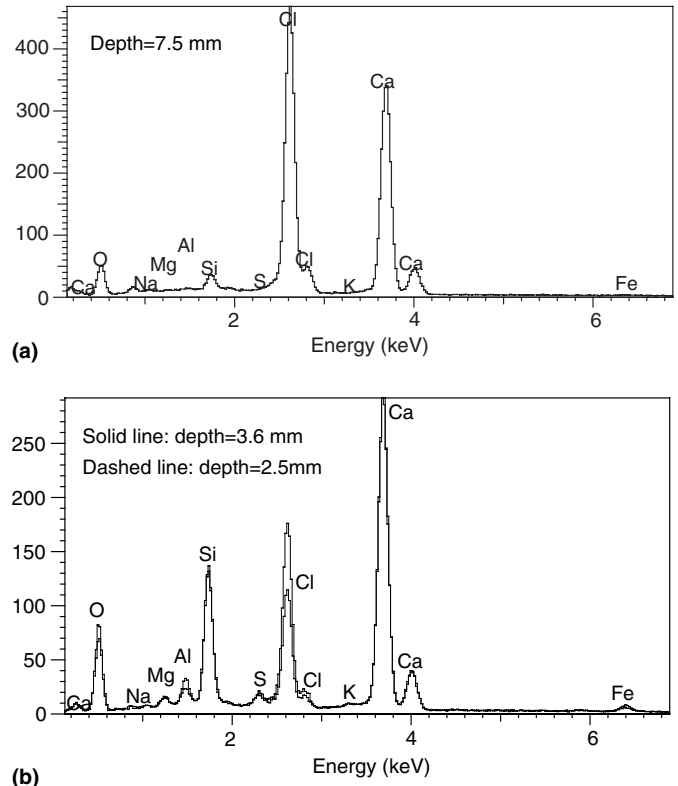 Depth=7.5 mm
400
300
200
100
0
Cl
Ca
O
Ca
Na
Mg
Al
Si
S
Cl
K
Ca
Fe
2
4
6
Energy (keV)
(a)
Solid line: depth=3.6 mm
Dashed line: depth=2.5mm
250
200
150
100
50
0
Ca
O
Ca
Na
Mg
Al
Si
S
Cl
Cl
K
Ca
Fe
2
4
6
Energy (keV)
(b)